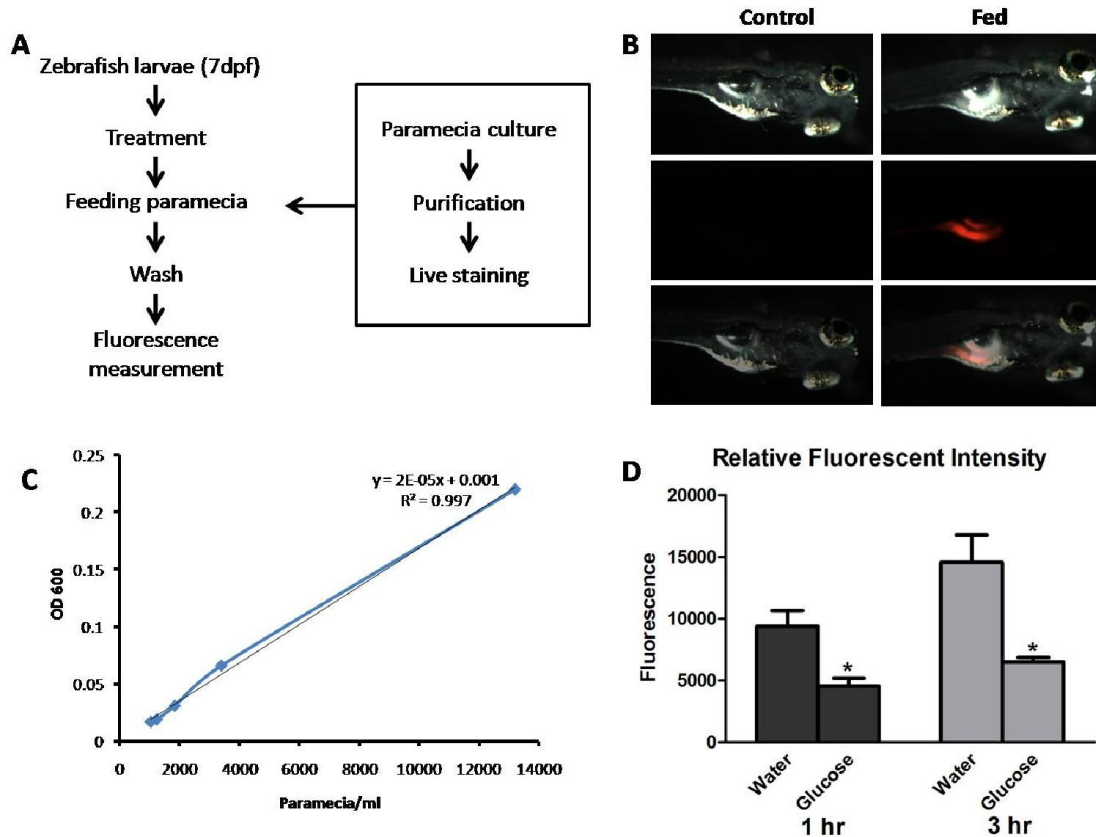 A
Zebrafish larvae (7dpf)
Treatment
Feeding paramecia
Wash
Fluorescence
measurement
Paramecia culture
Purification
Live staining
B
Control
Fed
C
y = 2E-05x + 0.001
R² = 0.997
OD 600
0.25
0.2
0.15
0.1
0.05
0
0
2000
4000
6000
8000
10000
12000
14000
Paramecia/ml
D
Relative Fluorescent Intensity
Fluorescence
20000
15000
10000
5000
0
*
*
Water
Glucose
Water
Glucose
1 hr
3 hr